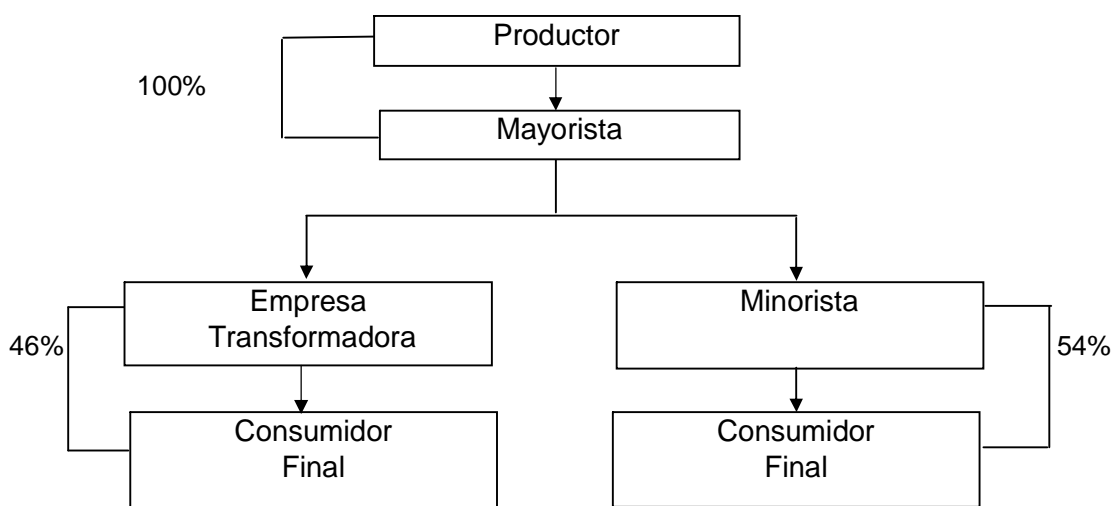 Productor
100%
Mayorista
Empresa
Transformadora
Minorista
46%
54%
Consumidor
Final
Consumidor
Final